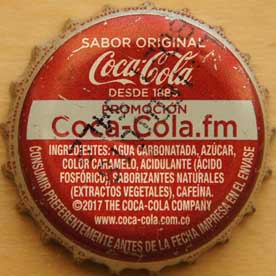 SABOR ORIGINAL
Coca-Cola
DESDE 1885
PROMOCIÓN
Coca-Cola.fm
INGREDIENTES: AGUA CARBONATADA, AZÚCAR,
COLOR CARAMELO, ACIDULANTE (ÁCIDO
FOSFÓRICO), SABORIZANTES NATURALES
(EXTRACTOS VEGETALES), CAFEÍNA.
©2017 THE COCA-COLA COMPANY
www.coca-cola.com.co
CONSUMIR PREFERENTEMENTE ANTES DE LA FECHA IMPRESA EN EL ENVASE